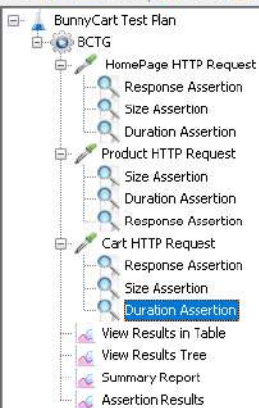 BunnyCart Test Plan
BCTG
HomePage HTTP Request
Response Assertion
Size Assertion
Duration Assertion
Product HTTP Request
Size Assertion
Duration Assertion
Response Assertion
Cart HTTP Request
Response Assertion
Size Assertion
Duration Assertion
View Results in Table
View Results Tree
Summary Report
Assertion Results